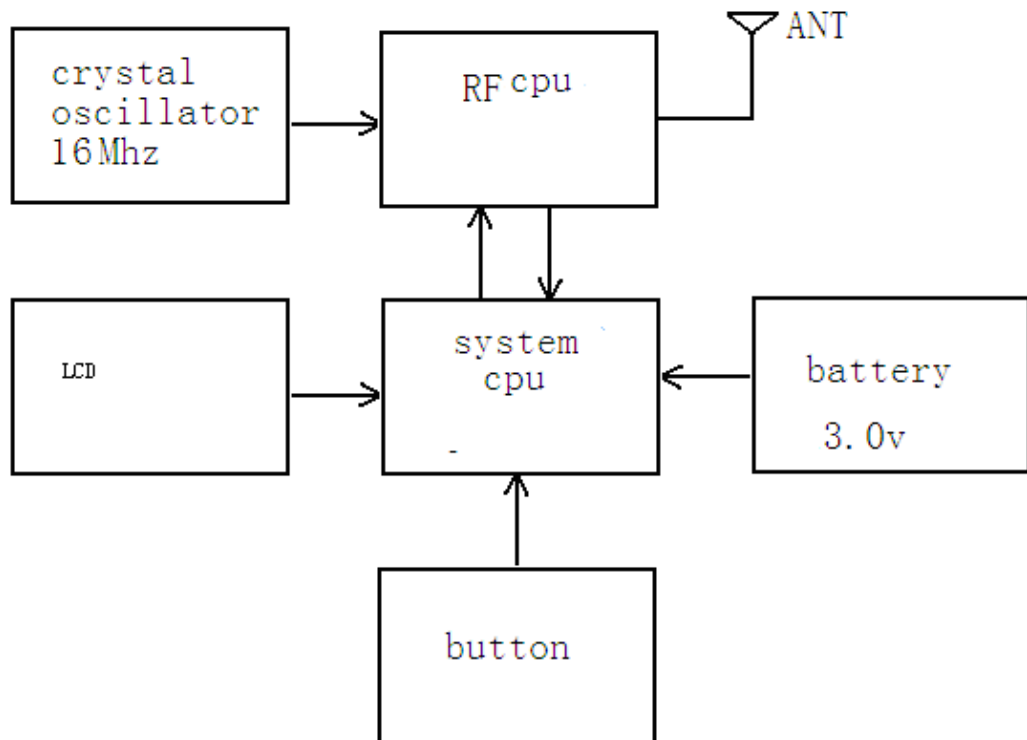 ANT
crystal
oscillator
16Mhz
RF cpu
LCD
system
cpu
-
battery
3.0v
button